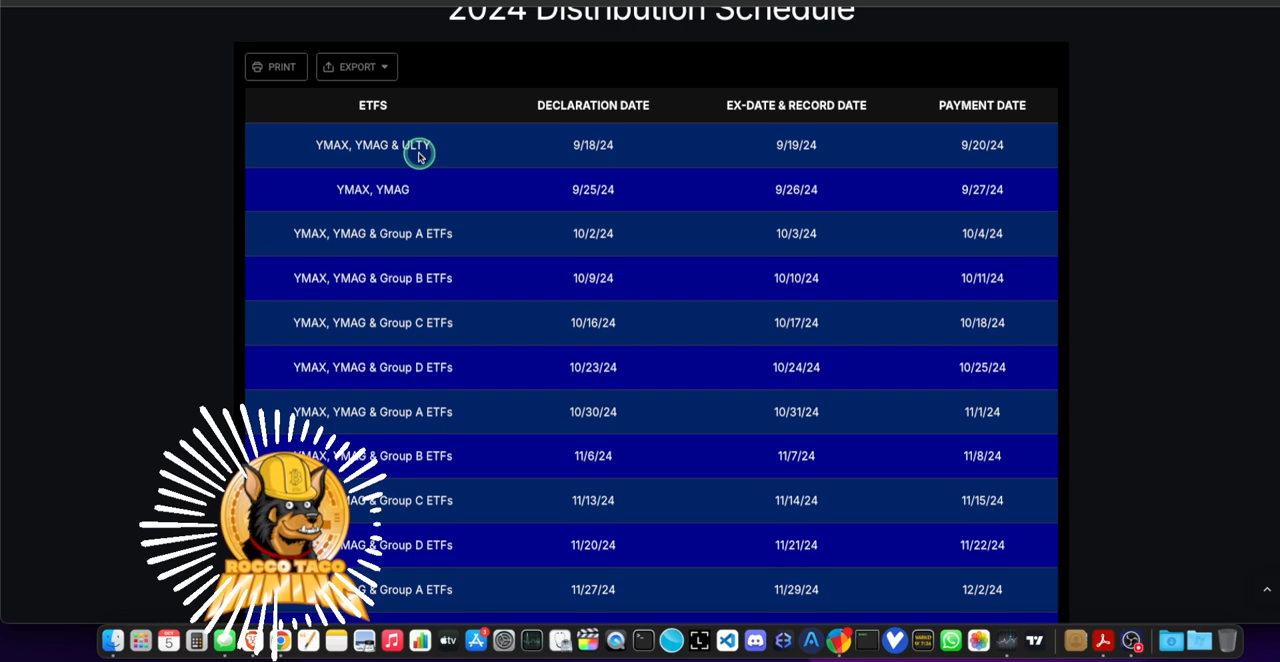 2024 Distribution Schedule
PRINT EXPORT
ETFS DECLARATION DATE EX-DATE & RECORD DATE PAYMENT DATE
YMAX, YMAG & ULTY 9/18/24 9/19/24 9/20/24
YMAX, YMAG 9/25/24 9/26/24 9/27/24
YMAX, YMAG & Group A ETFs 10/2/24 10/3/24 10/4/24
YMAX, YMAG & Group B ETFs 10/9/24 10/10/24 10/11/24
YMAX, YMAG & Group C ETFs 10/16/24 10/17/24 10/18/24
YMAX, YMAG & Group D ETFs 10/23/24 10/24/24 10/25/24
YMAX, YMAG & Group A ETFs 10/30/24 10/31/24 11/1/24
YMAX, YMAG & Group B ETFs 11/6/24 11/7/24 11/8/24
& Group C ETFs 11/13/24 11/14/24 11/15/24
YMAG & Group D ETFs 11/20/24 11/21/24 11/22/24
& Group A ETFs 11/27/24 11/29/24 12/2/24
ROCCO TACO
5
tv
L